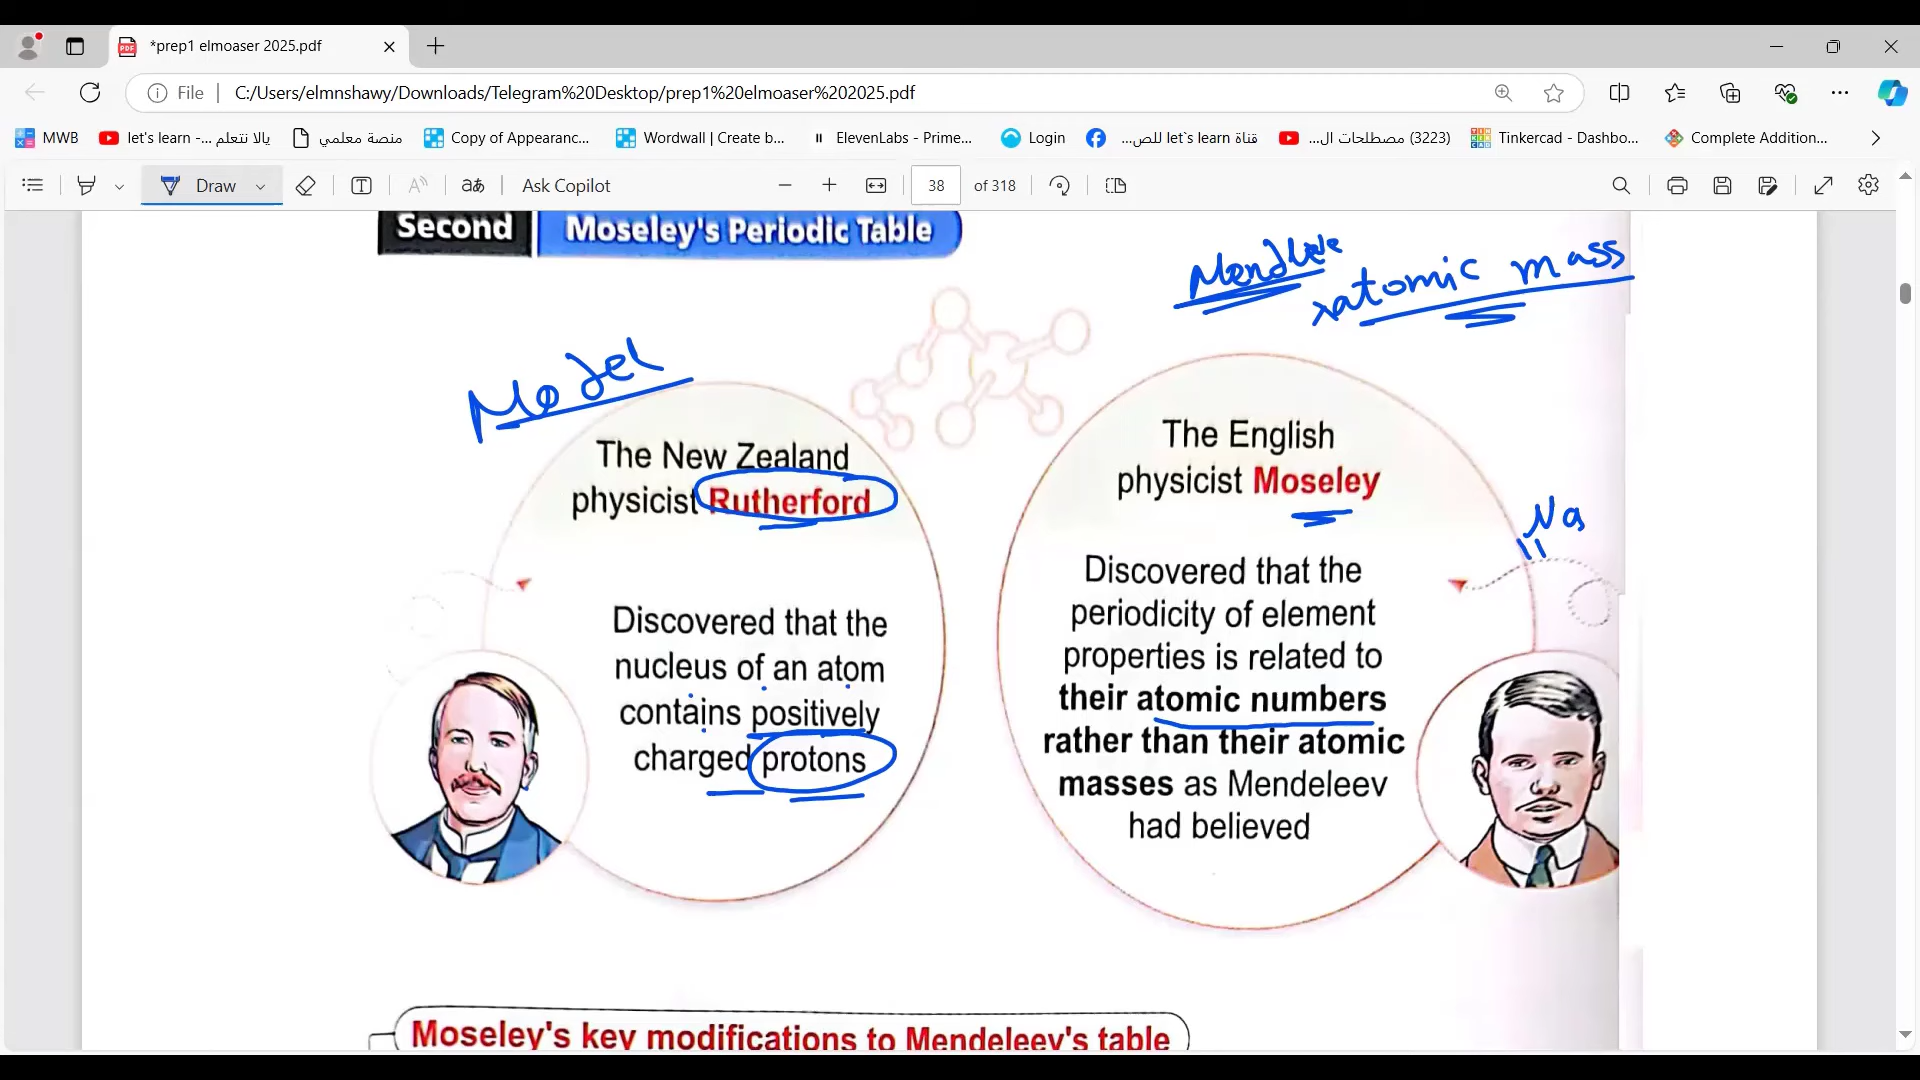 *prep1 elmoaser 2025.pdf
File
C:/Users/elmnshawy/Downloads/Telegram%20Desktop/prep1%20elmoaser%202025.pdf
MWB
let's learn -... يالا نتعلم
منصة معلمي
Copy of Appearanc...
Wordwall | Create b...
ElevenLabs - Prime...
Login
قناة let`s learn للص...
(3223) مصطلحات ال...
Tinkercad - Dashbo...
Complete Addition...
Draw
Ask Copilot
38 of 318
Second Moseley's Periodic Table
atomic mass
Model
The New Zealand
physicist Rutherford
Discovered that the
nucleus of an atom
contains positively
charged protons
The English
physicist Moseley
Na
11
Discovered that the
periodicity of element
properties is related to
their atomic numbers
rather than their atomic
masses as Mendeleev
had believed
Moseley's key modifications to Mendeleev's table